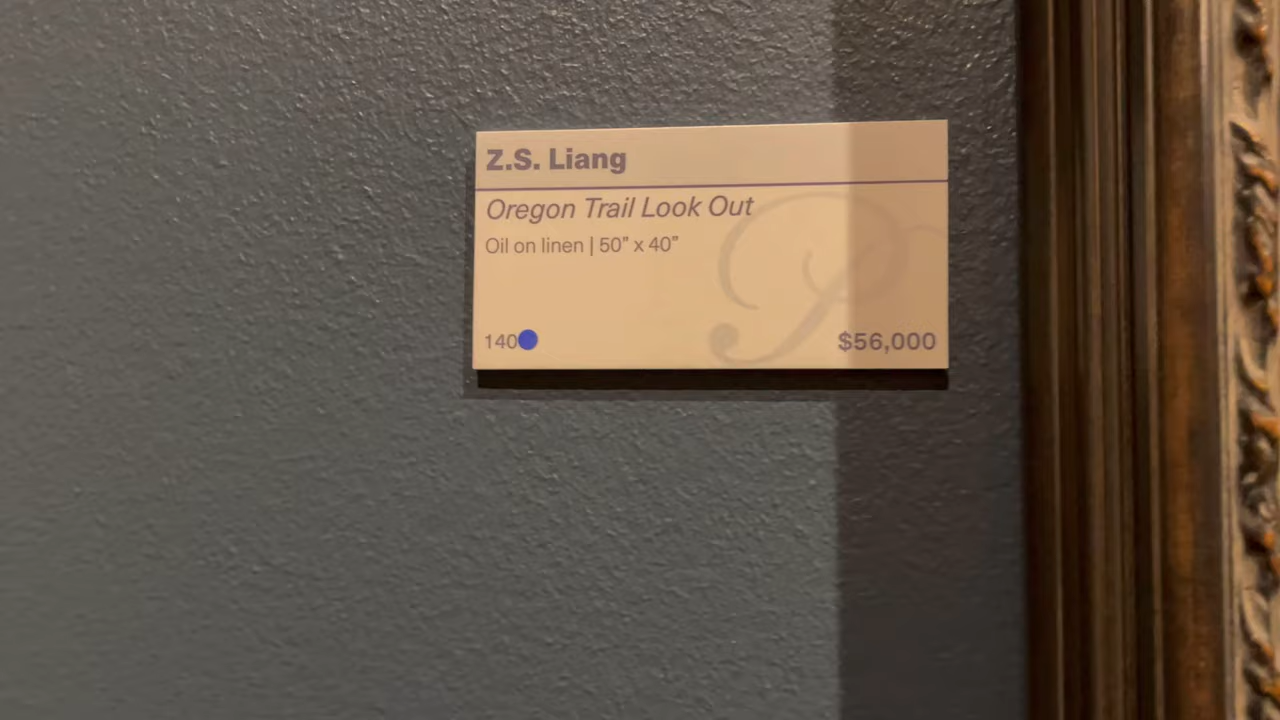 Z.S. Liang
Oregon Trail Look Out
Oil on linen | 50” x 40”
140
$56,000